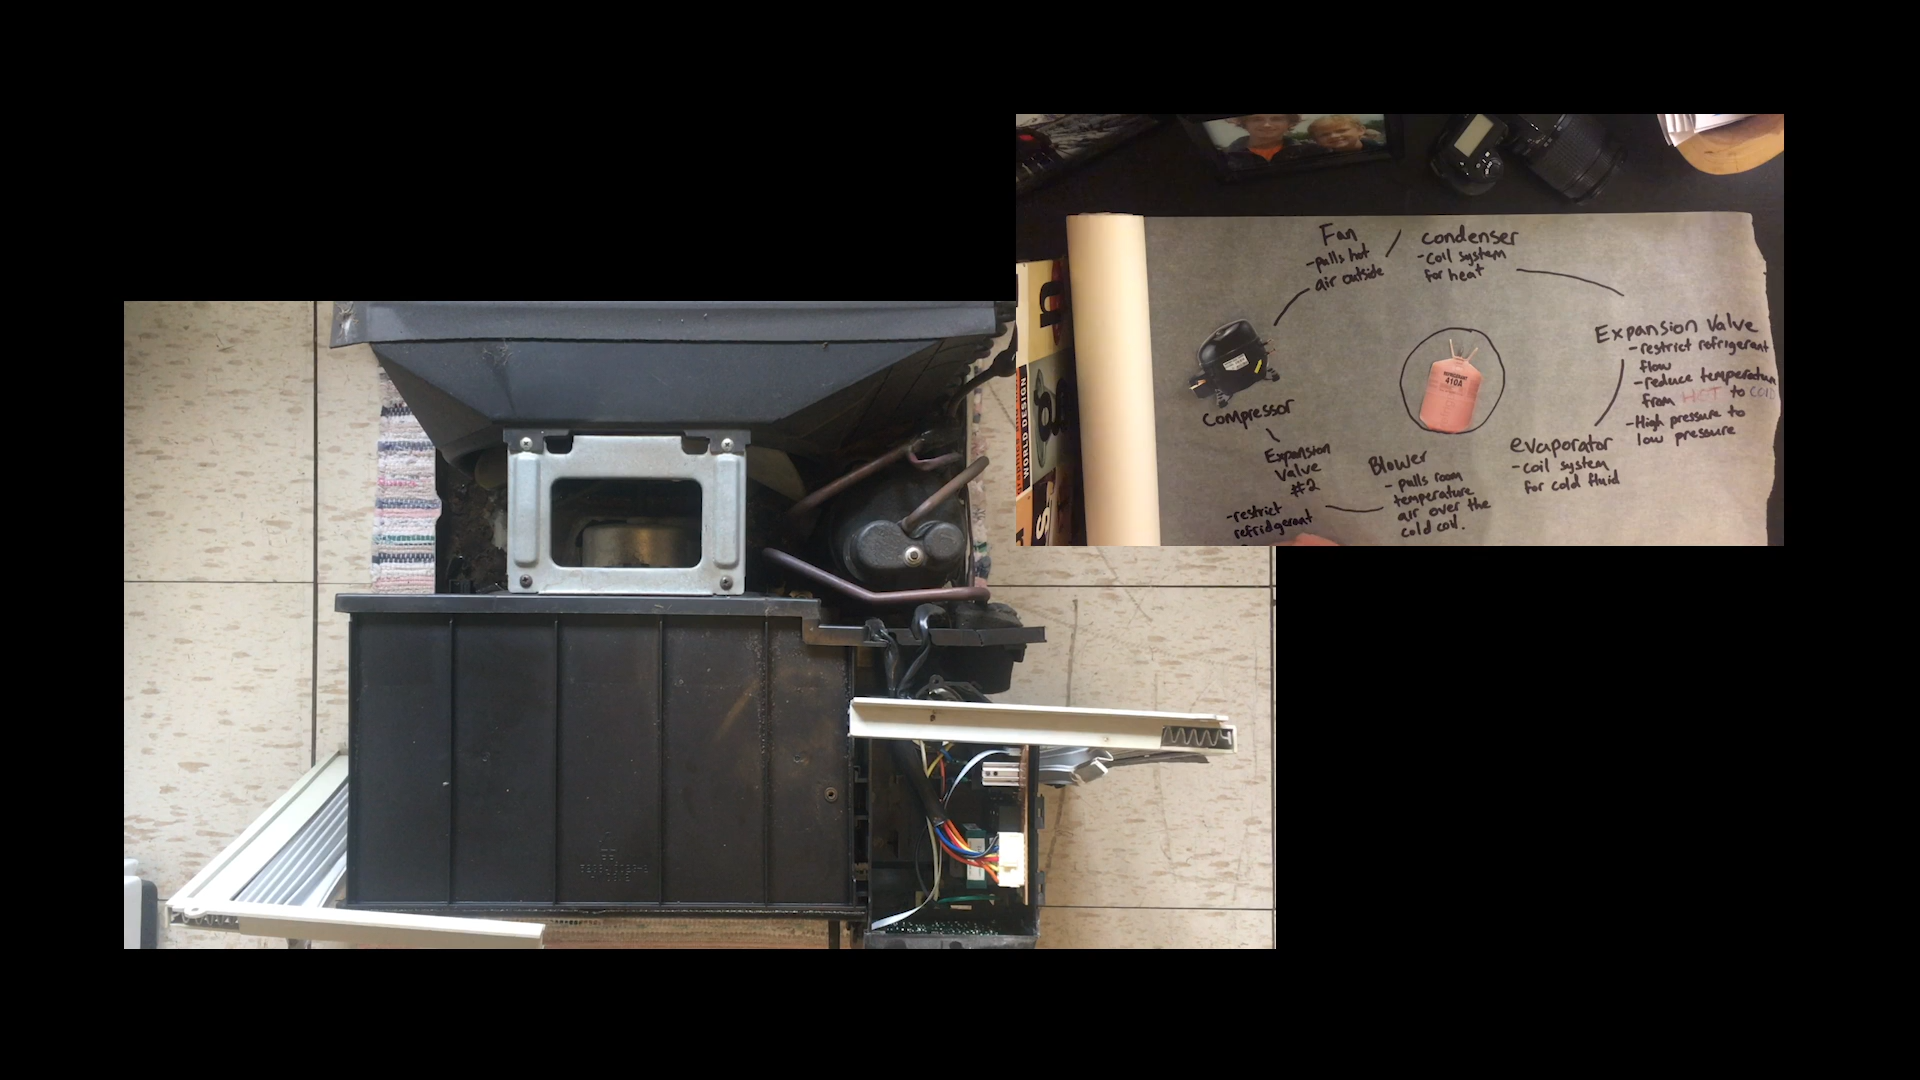 Fan
-pulls hot
air outside
condenser
-coil system
for heat
Expansion Valve
-restrict refrigerant
flow
-reduce temperature
from HOT to COLD
-High pressure to
low pressure
REFRIGERANT
410A
Compressor
evaporator
-coil system
for cold fluid
Blower
-pulls room
temperature
air over the
cold coil.
Expansion
Valve
#2
-restrict
refridgerant
WORLD DESIGN